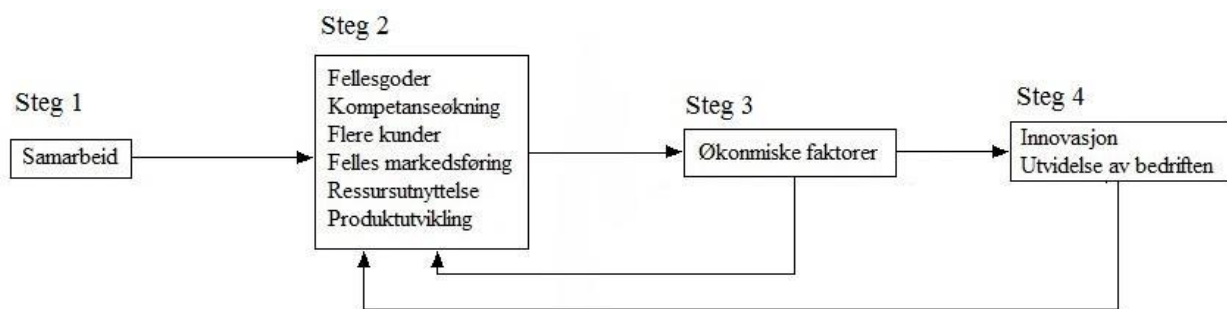 Steg 1
Samarbeid
Steg 2
Fellesgoder
Kompetanseøkning
Flere kunder
Felles markedsføring
Ressursutnyttelse
Produktutvikling
Steg 3
Økonmiske faktorer
Steg 4
Innovasjon
Utvidelse av bedriften